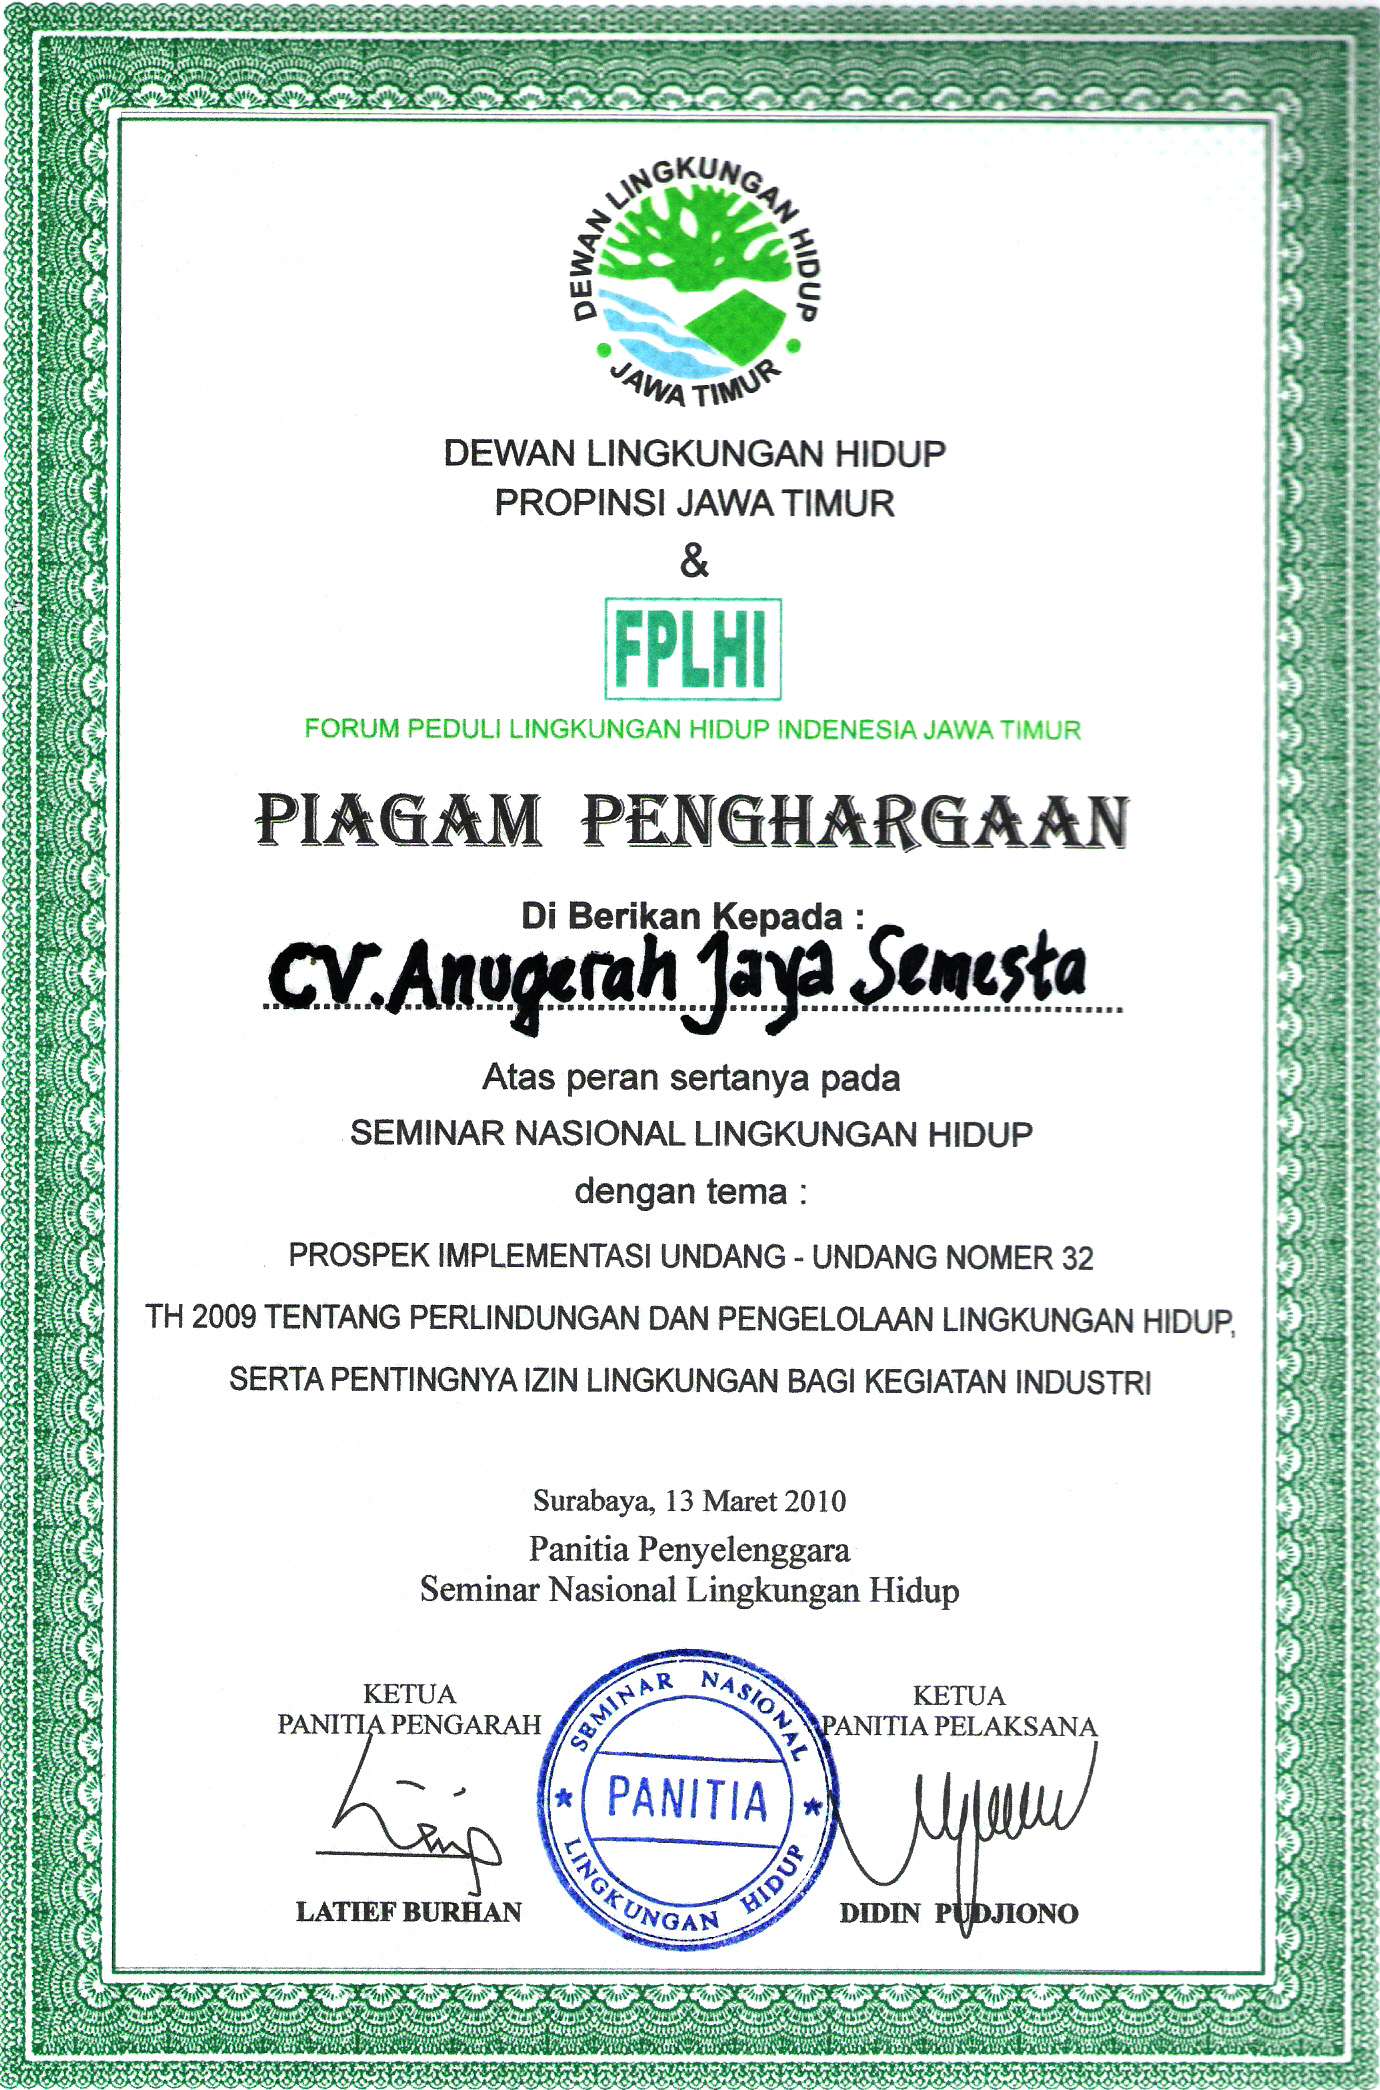 DEWAN LINGKUNGAN HIDUP
JAWA TIMUR
DEWAN LINGKUNGAN HIDUP
PROPINSI JAWA TIMUR
&
FPLHI
FORUM PEDULI LINGKUNGAN HIDUP INDENESIA JAWA TIMUR
PIAGAM PENGHARGAAN
Di Berikan Kepada :
CV. Anugerah Jaya Semesta
Atas peran sertanya pada
SEMINAR NASIONAL LINGKUNGAN HIDUP
dengan tema :
PROSPEK IMPLEMENTASI UNDANG - UNDANG NOMER 32
TH 2009 TENTANG PERLINDUNGAN DAN PENGELOLAAN LINGKUNGAN HIDUP,
SERTA PENTINGNYA IZIN LINGKUNGAN BAGI KEGIATAN INDUSTRI
Surabaya, 13 Maret 2010
Panitia Penyelenggara
Seminar Nasional Lingkungan Hidup
KETUA
PANITIA PENGARAH
LATIEF BURHAN
SEMINAR NASIONAL
PANITIA
LINGKUNGAN HIDUP
KETUA
PANITIA PELAKSANA
DIDIN PUDJIONO